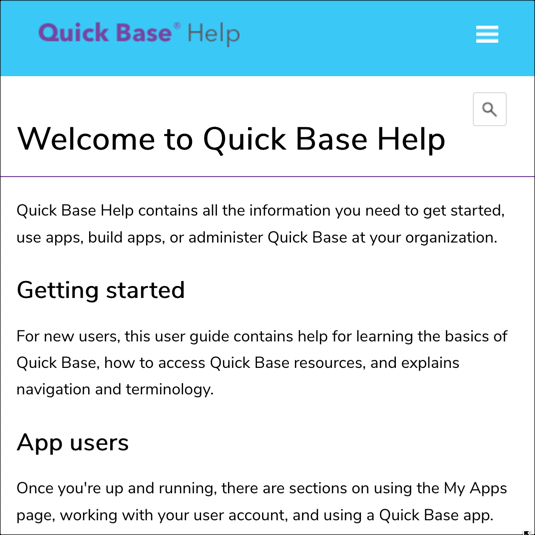 Quick Base® Help
Welcome to Quick Base Help
Quick Base Help contains all the information you need to get started,
use apps, build apps, or administer Quick Base at your organization.
Getting started
For new users, this user guide contains help for learning the basics of
Quick Base, how to access Quick Base resources, and explains
navigation and terminology.
App users
Once you're up and running, there are sections on using the My Apps
page, working with your user account, and using a Quick Base app.